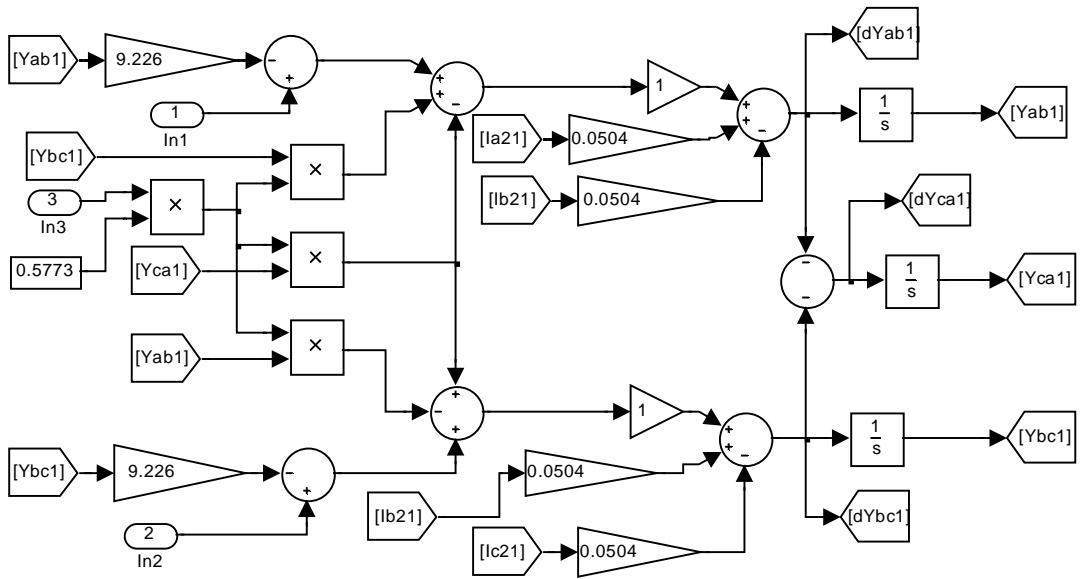 [Yab1]
9.226
−
+
1
In1
+
+
−
1
[dYab1]
+
+
−
1
s
[Yab1]
[Ia21]
0.0504
[Ib21]
0.0504
[Ybc1]
×
3
In3
×
0.5773
[Yca1]
×
[dYca1]
−
−
1
s
[Yca1]
[Yab1]
×
+
−
+
1
+
+
−
1
s
[Ybc1]
[Ybc1]
9.226
−
+
0.0504
[Ib21]
[dYbc1]
2
In2
[Ic21]
0.0504